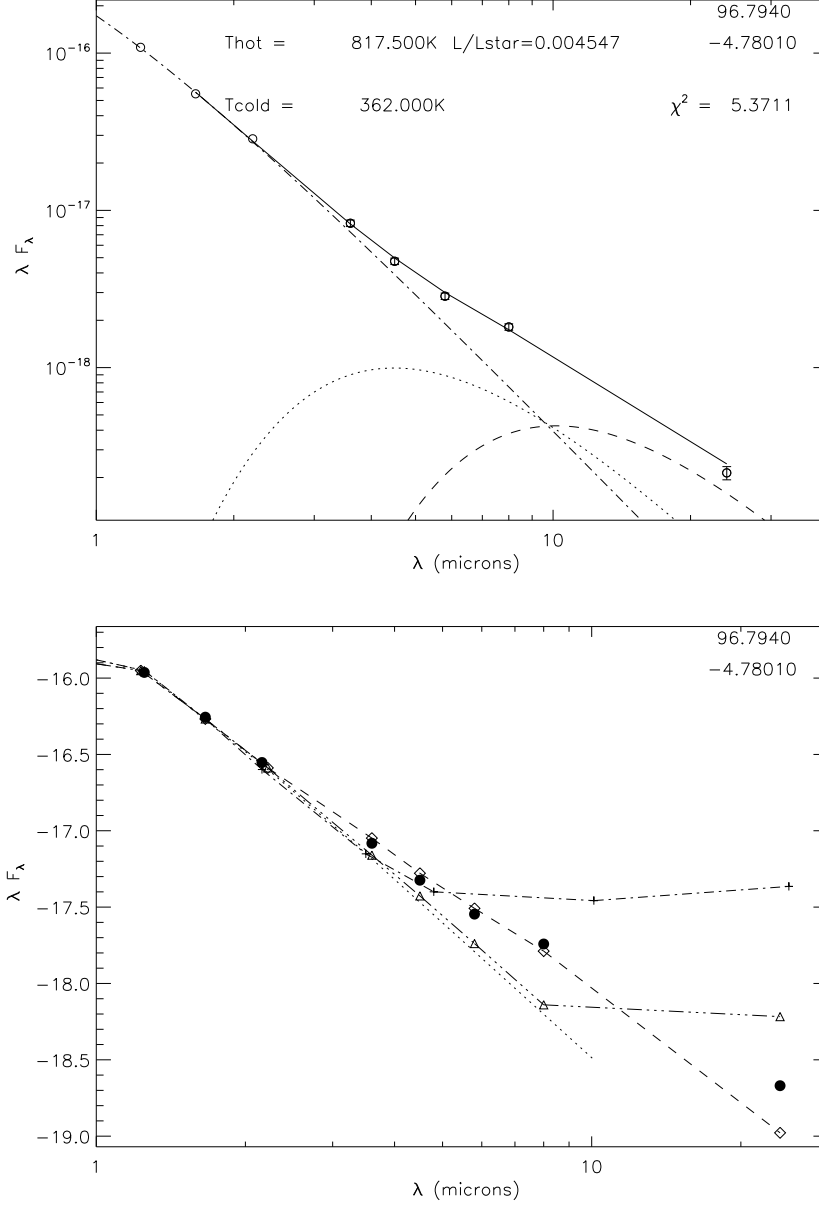 96.7940
Thot = 817.500K L/Lstar=0.004547 −4.78010
Tcold = 362.000K χ² = 5.3711
10⁻¹⁶
10⁻¹⁷
10⁻¹⁸
λ F_λ
1 10
λ (microns)
96.7940
−4.78010
−16.0
−16.5
−17.0
−17.5
−18.0
−18.5
−19.0
λ F_λ
1 10
λ (microns)